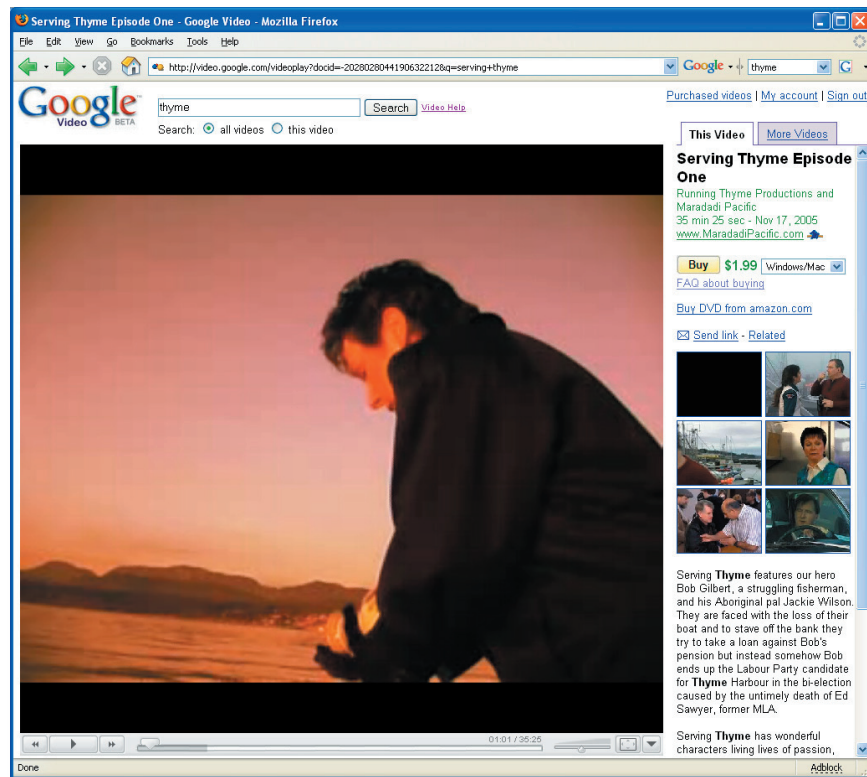 Serving Thyme Episode One - Google Video - Mozilla Firefox
File Edit View Go Bookmarks Tools Help
http://video.google.com/videoplay?docid=-2028028044190632212&q=serving+thyme
Google
thyme
G
Purchased videos | My account | Sign out
Google
Video BETA
thyme
Search
Video Help
Search: all videos this video
This Video
More Videos
Serving Thyme Episode
One
Running Thyme Productions and
Maradadi Pacific
35 min 25 sec - Nov 17, 2005
www.MaradadiPacific.com
Buy $1.99 Windows/Mac
FAQ about buying
Buy DVD from amazon.com
Send link - Related
Serving Thyme features our hero
Bob Gilbert, a struggling fisherman,
and his Aboriginal pal Jackie Wilson.
They are faced with the loss of their
boat and to stave off the bank they
try to take a loan against Bob's
pension but instead somehow Bob
ends up the Labour Party candidate
for Thyme Harbour in the bi-election
caused by the untimely death of Ed
Sawyer, former MLA.
Serving Thyme has wonderful
characters living lives of passion,
01:01 / 35:25
Done
Adblock